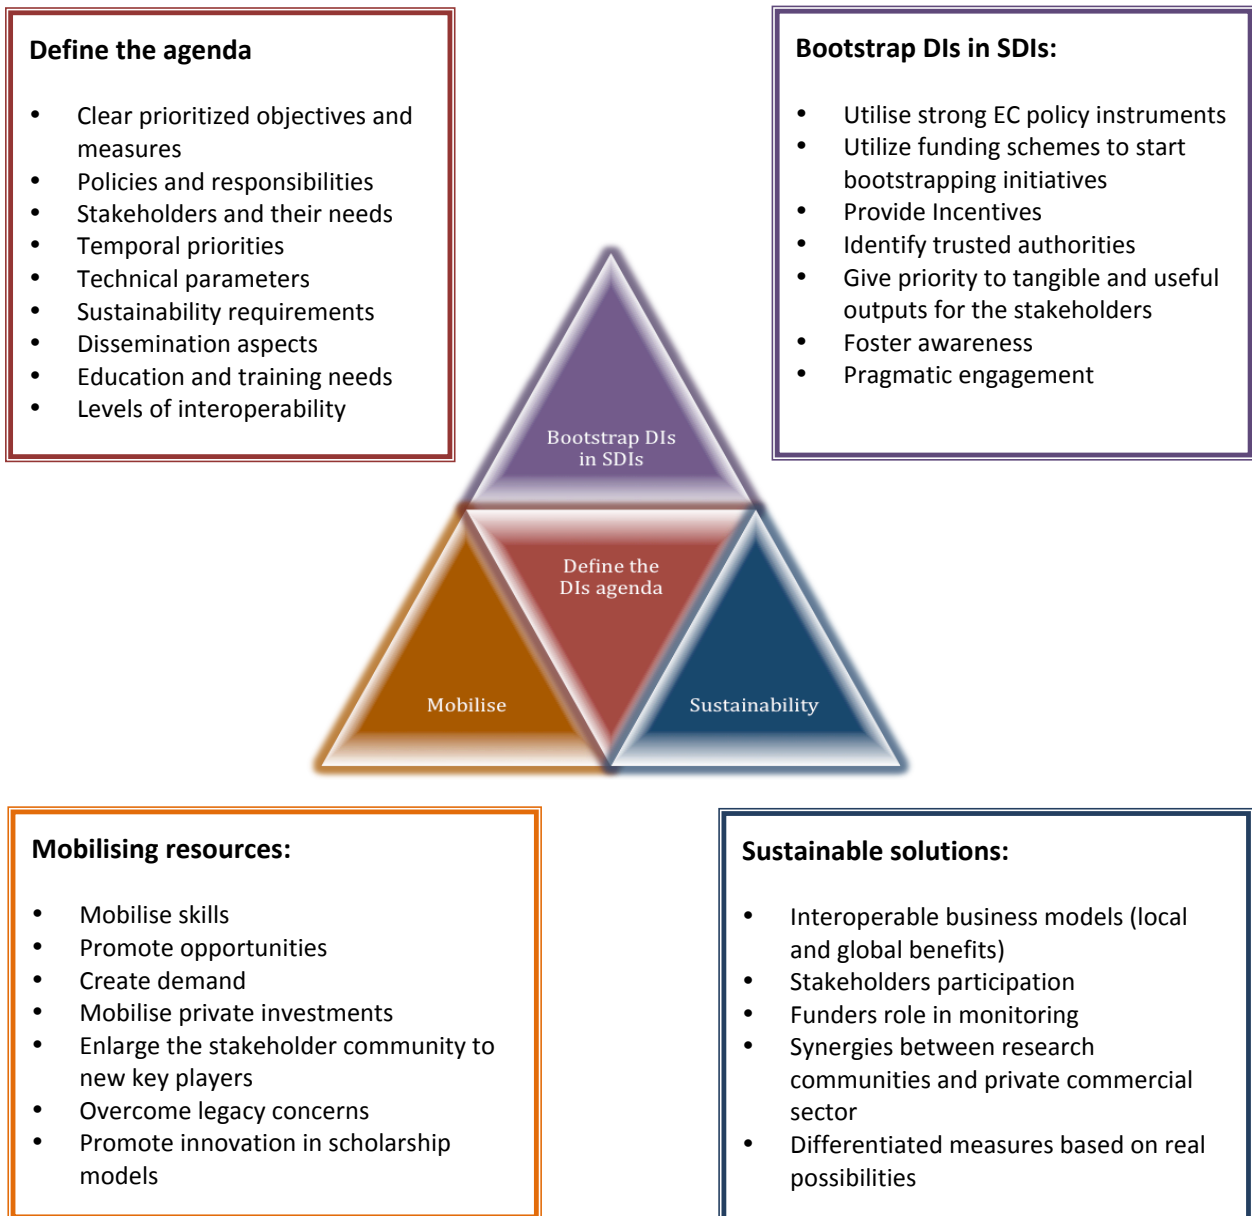 Define the agenda
• Clear prioritized objectives and
measures
• Policies and responsibilities
• Stakeholders and their needs
• Temporal priorities
• Technical parameters
• Sustainability requirements
• Dissemination aspects
• Education and training needs
• Levels of interoperability
Bootstrap DIs in SDIs:
• Utilise strong EC policy instruments
• Utilize funding schemes to start
bootstrapping initiatives
• Provide Incentives
• Identify trusted authorities
• Give priority to tangible and useful
outputs for the stakeholders
• Foster awareness
• Pragmatic engagement
Bootstrap DIs
in SDIs
Define the
DIs agenda
Mobilise
Sustainability
Mobilising resources:
• Mobilise skills
• Promote opportunities
• Create demand
• Mobilise private investments
• Enlarge the stakeholder community to
new key players
• Overcome legacy concerns
• Promote innovation in scholarship
models
Sustainable solutions:
• Interoperable business models (local
and global benefits)
• Stakeholders participation
• Funders role in monitoring
• Synergies between research
communities and private commercial
sector
• Differentiated measures based on real
possibilities